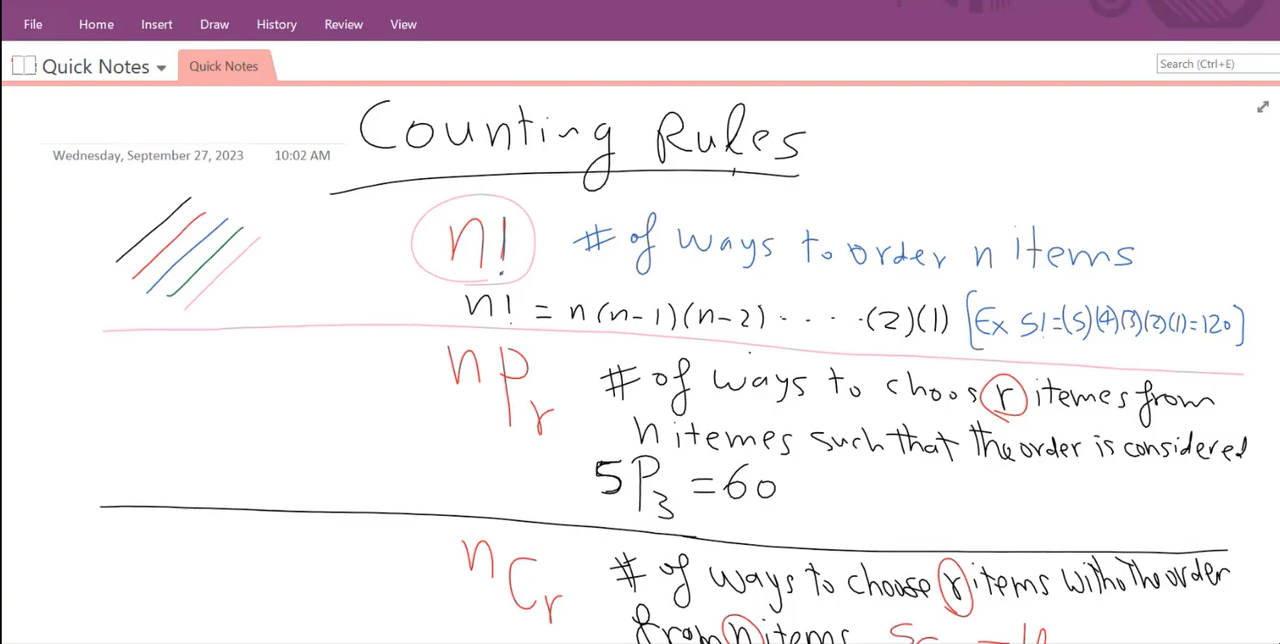 File Home Insert Draw History Review View
Quick Notes Quick Notes Search (Ctrl+E)
Counting Rules
Wednesday, September 27, 2023 10:02 AM
n! # of ways to order n items
n! = n(n-1)(n-2) . . . . (2)(1) [Ex 5!=(5)(4)(3)(2)(1)=120]
nPr # of ways to choos r itemes from
n itemes such that the order is considered
5P3 = 60
nCr # of ways to choose r items witho the order
from n items